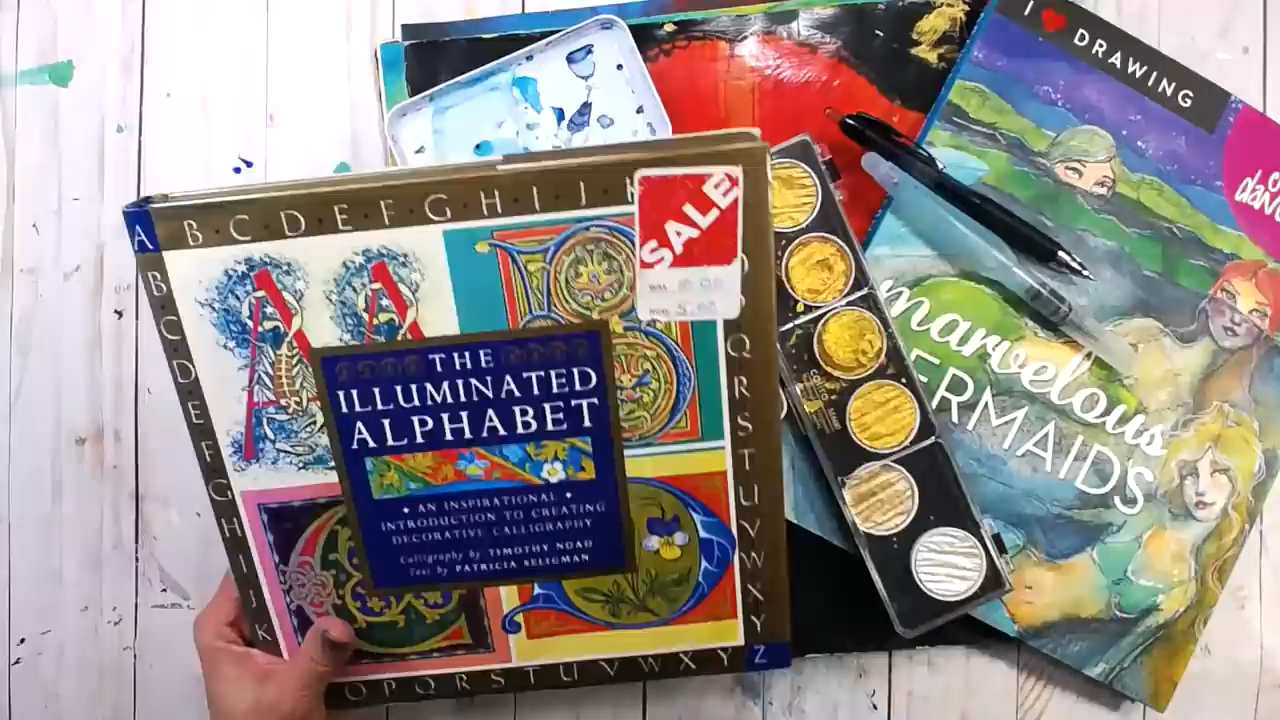 A B · C · D · E · F · G · H · I · J · K
B · C · D · E · F · G · H · I · J · K
SALE
Q R S T U V W X Y
Z
THE
ILLUMINATED
ALPHABET
• AN INSPIRATIONAL •
INTRODUCTION TO CREATING
DECORATIVE CALLIGRAPHY
Calligraphy by TIMOTHY NOAD
Text by PATRICIA SELIGMAN
O P Q R S T U V W X Y
I ❤ DRAWING
marvelous
ERMAIDS